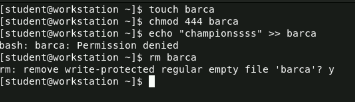 [student@workstation ~]$ touch barca
[student@workstation ~]$ chmod 444 barca
[student@workstation ~]$ echo "championssss" >> barca
bash: barca: Permission denied
[student@workstation ~]$ rm barca
rm: remove write-protected regular empty file 'barca'? y
[student@workstation ~]$